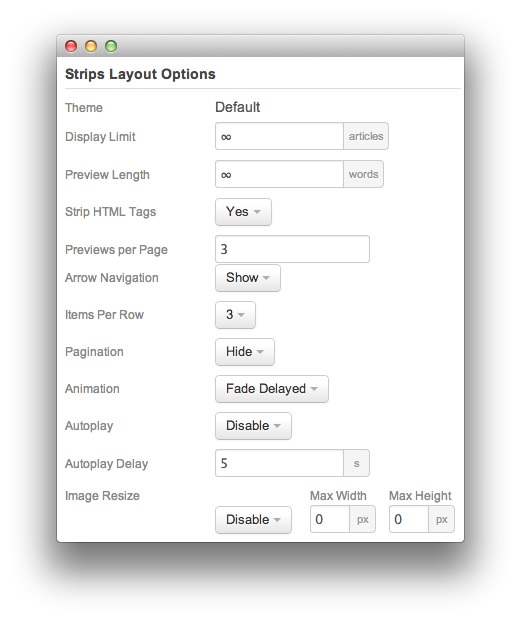 Strips Layout Options
Theme Default
Display Limit ∞ articles
Preview Length ∞ words
Strip HTML Tags Yes
Previews per Page 3
Arrow Navigation Show
Items Per Row 3
Pagination Hide
Animation Fade Delayed
Autoplay Disable
Autoplay Delay 5 s
Image Resize Max Width Max Height
Disable 0 px 0 px